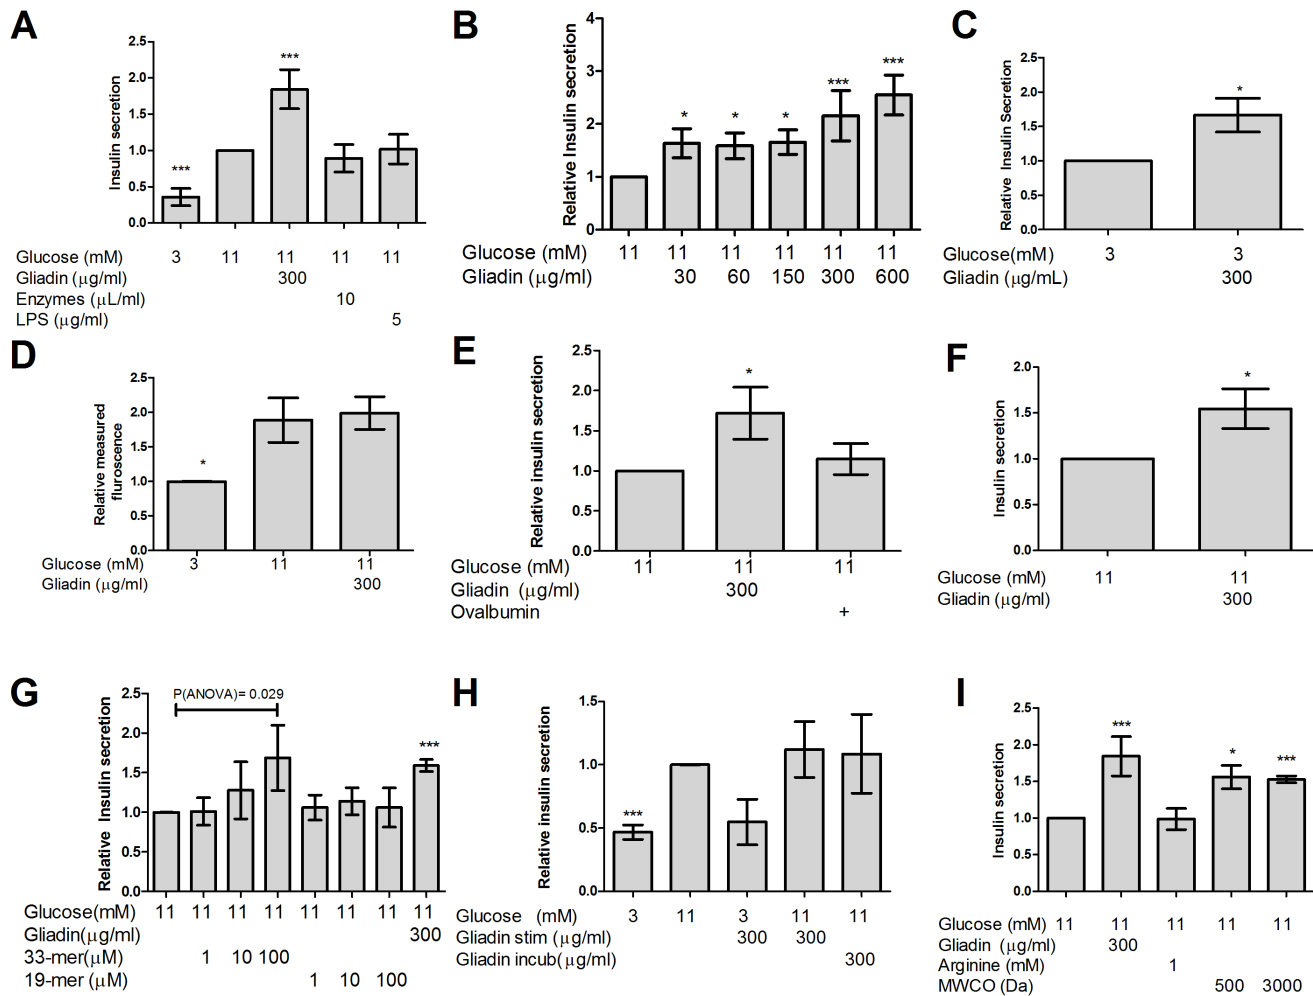 A
Insulin secretion
2.5
2.0
1.5
1.0
0.5
0.0
*** ***
Glucose (mM) 3 11 11 11 11
Gliadin (μg/ml) 300
Enzymes (μL/ml) 10
LPS (μg/ml) 5
B
Relative Insulin secretion
4
3
2
1
0
* * * *** ***
Glucose (mM) 11 11 11 11 11 11
Gliadin (μg/ml) 30 60 150 300 600
C
Relative Insulin Secretion
2.5
2.0
1.5
1.0
0.5
0.0
*
Glucose(mM) 3 3
Gliadin (μg/mL) 300
D
Relative measured
fluroscence
2.5
2.0
1.5
1.0
0.5
0.0
*
Glucose (mM) 3 11 11
Gliadin (μg/ml) 300
E
Relative insulin secretion
2.5
2.0
1.5
1.0
0.5
0.0
*
Glucose (mM) 11 11 11
Gliadin (μg/ml) 300
Ovalbumin +
F
Insulin secretion
2.0
1.5
1.0
0.5
0.0
*
Glucose (mM) 11 11
Gliadin (μg/ml) 300
G
Relative Insulin secretion
2.5
2.0
1.5
1.0
0.5
0.0
P(ANOVA)= 0.029
***
Glucose(mM) 11 11 11 11 11 11 11 11
Gliadin(μg/ml) 300
33-mer(μM) 1 10 100
19-mer (μM) 1 10 100
H
Relative insulin secretion
1.5
1.0
0.5
0.0
***
Glucose (mM) 3 11 3 11 11
Gliadin stim (μg/ml) 300 300
Gliadin incub(μg/ml) 300
I
Insulin secretion
2.5
2.0
1.5
1.0
0.5
0.0
*** * ***
Glucose (mM) 11 11 11 11 11
Gliadin (μg/ml) 300
Arginine (mM) 1
MWCO (Da) 500 3000